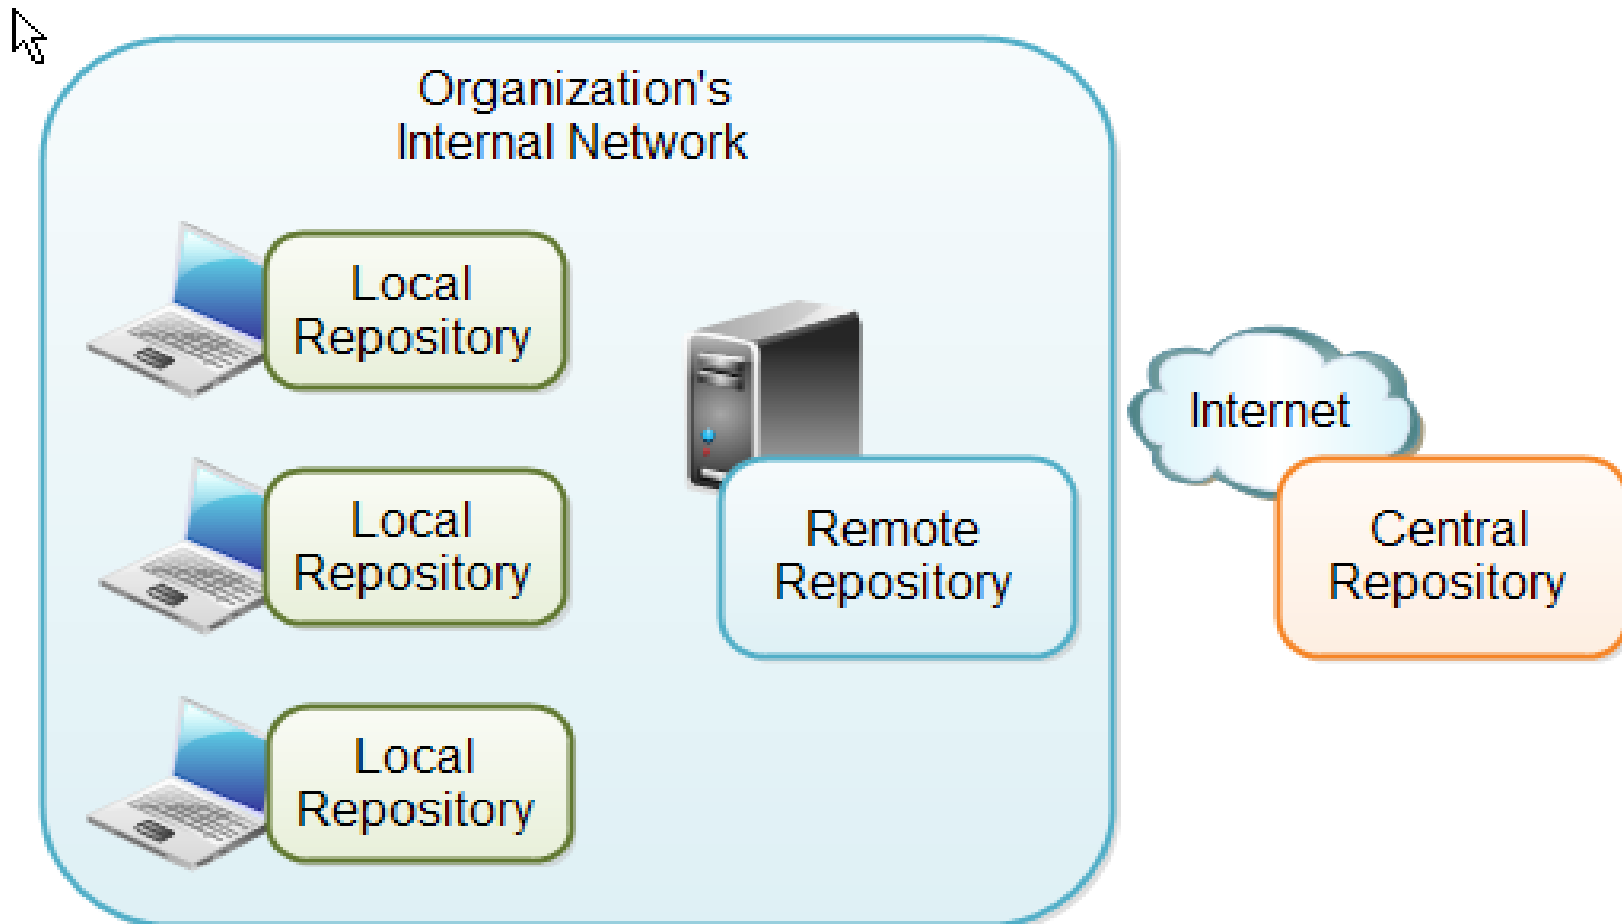 Organization's
Internal Network
Local
Repository
Local
Repository
Local
Repository
Remote
Repository
Internet
Central
Repository